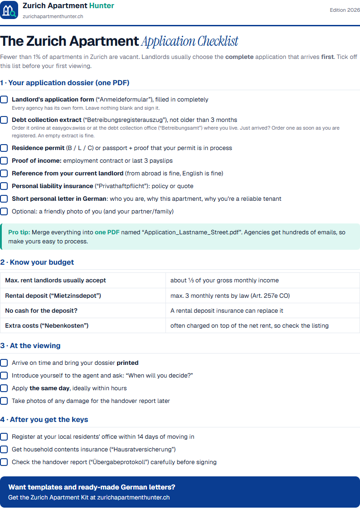 Zurich Apartment Hunter
zurichapartmenthunter.ch
Edition 2026
The Zurich Apartment Application Checklist
Fewer than 1% of apartments in Zurich are vacant. Landlords usually choose the complete application that arrives first. Tick off
this list before your first viewing.
1 · Your application dossier (one PDF)
Landlord's application form ("Anmeldeformular"), filled in completely
Every agency has its own form. Leave nothing blank and sign it.
Debt collection extract ("Betreibungsregisterauszug"), not older than 3 months
Order it online at easygov.swiss or at the debt collection office ("Betreibungsamt") where you live. Just arrived? Order one as soon as you are
registered. An empty extract is fine.
Residence permit (B / L / C) or passport + proof that your permit is in process
Proof of income: employment contract or last 3 payslips
Reference from your current landlord (from abroad is fine, English is fine)
Personal liability insurance ("Privathaftpflicht"): policy or quote
Short personal letter in German: who you are, why this apartment, why you're a reliable tenant
Optional: a friendly photo of you (and your partner/family)
Pro tip: Merge everything into one PDF named "Application_Lastname_Street.pdf". Agencies get hundreds of emails, so
make yours easy to process.
2 · Know your budget
Max. rent landlords usually accept about ⅓ of your gross monthly income
Rental deposit ("Mietzinsdepot") max. 3 monthly rents by law (Art. 257e CO)
No cash for the deposit? A rental deposit insurance can replace it
Extra costs ("Nebenkosten") often charged on top of the net rent, so check the listing
3 · At the viewing
Arrive on time and bring your dossier printed
Introduce yourself to the agent and ask: "When will you decide?"
Apply the same day, ideally within hours
Take photos of any damage for the handover report later
4 · After you get the keys
Register at your local residents' office within 14 days of moving in
Get household contents insurance ("Hausratversicherung")
Check the handover report ("Übergabeprotokoll") carefully before signing
Want templates and ready-made German letters?
Get the Zurich Apartment Kit at zurichapartmenthunter.ch